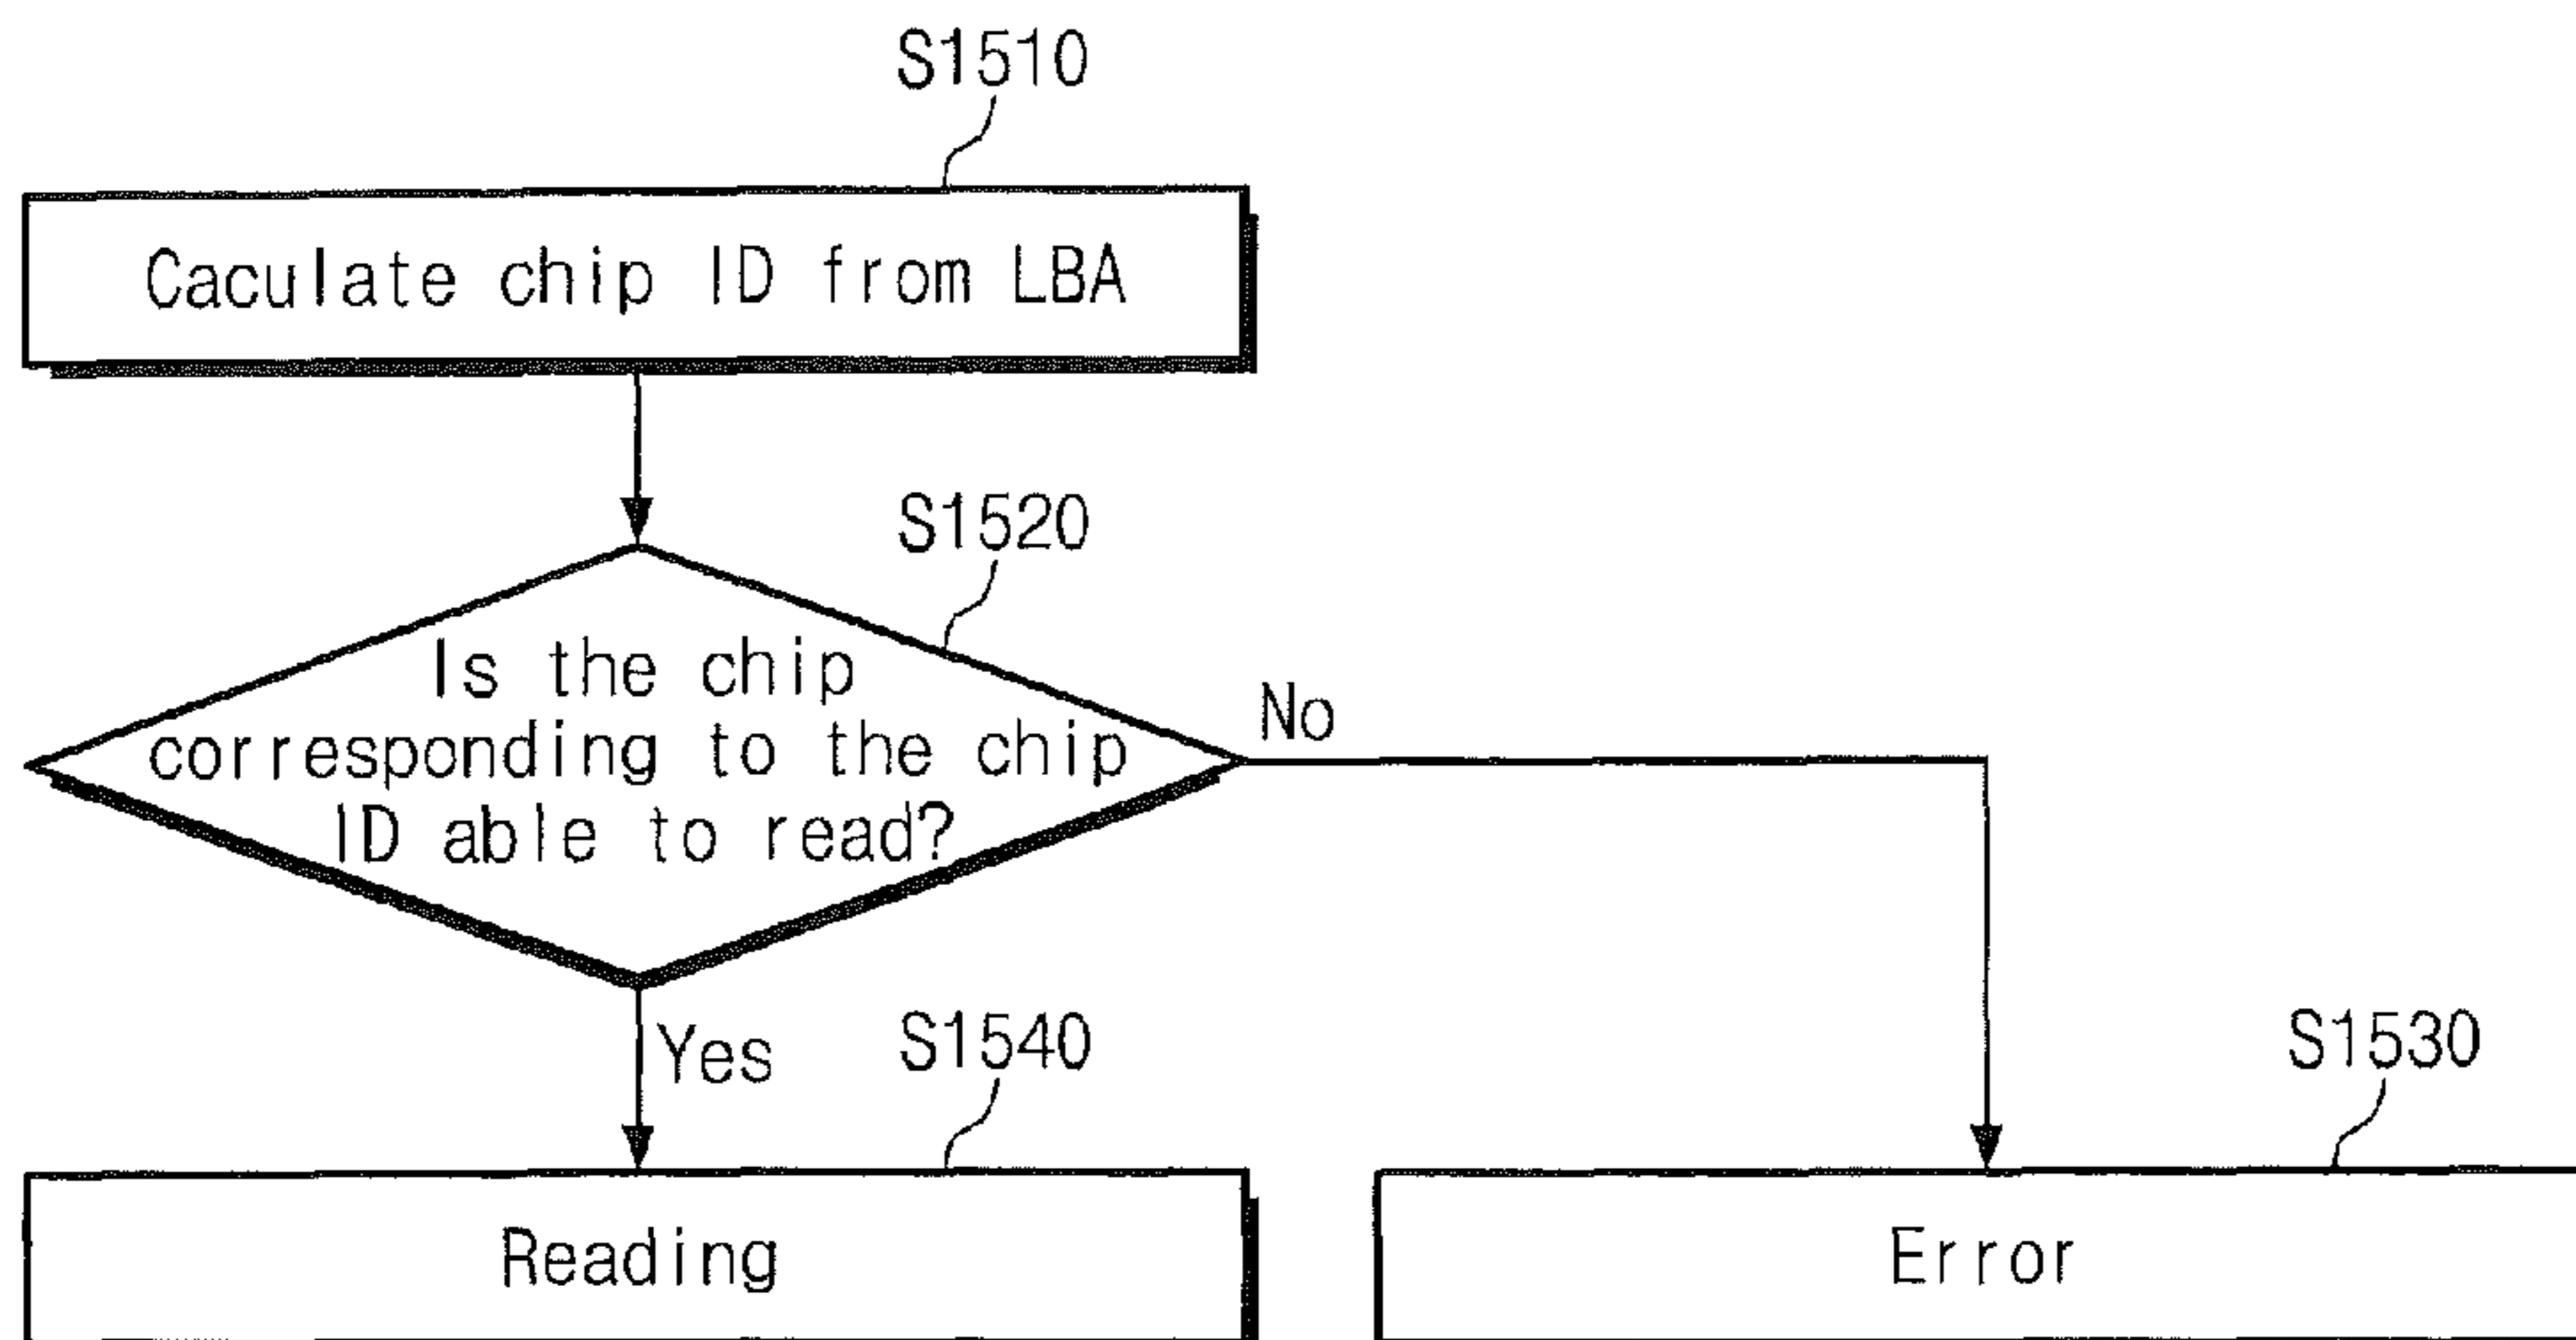 S1510
Caculate chip ID from LBA
S1520
Is the chip
corresponding to the chip
ID able to read?
No
Yes
S1540
S1530
Reading
Error